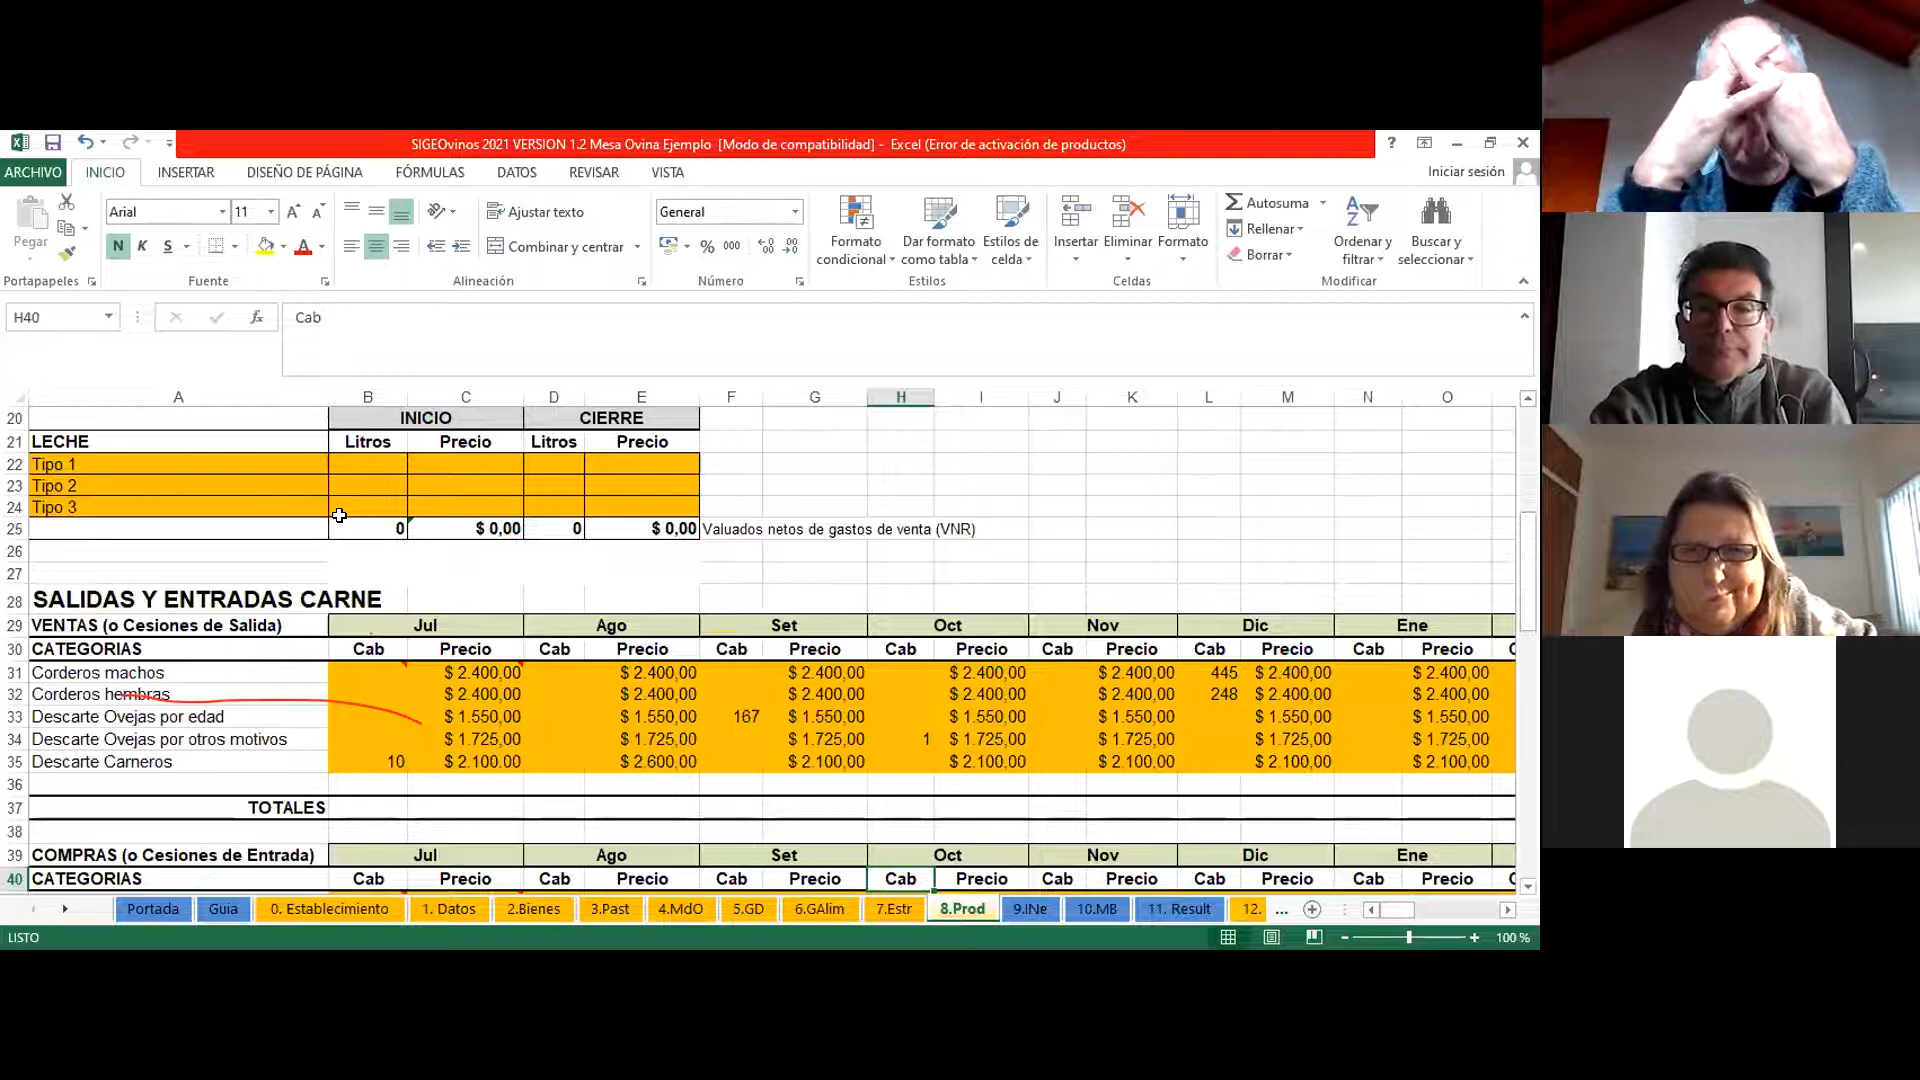 SIGEOvinos 2021 VERSION 1.2 Mesa Ovina Ejemplo [Modo de compatibilidad] - Excel (Error de activación de productos)
ARCHIVO INICIO INSERTAR DISEÑO DE PÁGINA FÓRMULAS DATOS REVISAR VISTA Iniciar sesión
Arial 11 Ajustar texto General Autosuma
Pegar N K S Combinar y centrar % 000 Formato condicional Dar formato como tabla Estilos de celda Insertar Eliminar Formato Rellenar Borrar Ordenar y filtrar Buscar y seleccionar
Portapapeles Fuente Alineación Número Estilos Celdas Modificar
H40 fx Cab
A B C D E F G H I J K L M N O
20 INICIO CIERRE
21 LECHE Litros Precio Litros Precio
22 Tipo 1
23 Tipo 2
24 Tipo 3
25 0 $ 0,00 0 $ 0,00 Valuados netos de gastos de venta (VNR)
26
27
28 SALIDAS Y ENTRADAS CARNE
29 VENTAS (o Cesiones de Salida) Jul Ago Set Oct Nov Dic Ene
30 CATEGORIAS Cab Precio Cab Precio Cab Precio Cab Precio Cab Precio Cab Precio Cab Precio
31 Corderos machos $ 2.400,00 $ 2.400,00 $ 2.400,00 $ 2.400,00 $ 2.400,00 445 $ 2.400,00 $ 2.400,00
32 Corderos hembras $ 2.400,00 $ 2.400,00 $ 2.400,00 $ 2.400,00 $ 2.400,00 248 $ 2.400,00 $ 2.400,00
33 Descarte Ovejas por edad $ 1.550,00 $ 1.550,00 167 $ 1.550,00 $ 1.550,00 $ 1.550,00 $ 1.550,00 $ 1.550,00
34 Descarte Ovejas por otros motivos $ 1.725,00 $ 1.725,00 $ 1.725,00 1 $ 1.725,00 $ 1.725,00 $ 1.725,00 $ 1.725,00
35 Descarte Carneros 10 $ 2.100,00 $ 2.600,00 $ 2.100,00 $ 2.100,00 $ 2.100,00 $ 2.100,00 $ 2.100,00
36
37 TOTALES
38
39 COMPRAS (o Cesiones de Entrada) Jul Ago Set Oct Nov Dic Ene
40 CATEGORIAS Cab Precio Cab Precio Cab Precio Cab Precio Cab Precio Cab Precio Cab Precio
Portada Guia 0. Establecimiento 1. Datos 2.Bienes 3.Past 4.MdO 5.GD 6.GAlim 7.Estr 8.Prod 9.INe 10.MB 11. Result 12. ...
LISTO 100 %